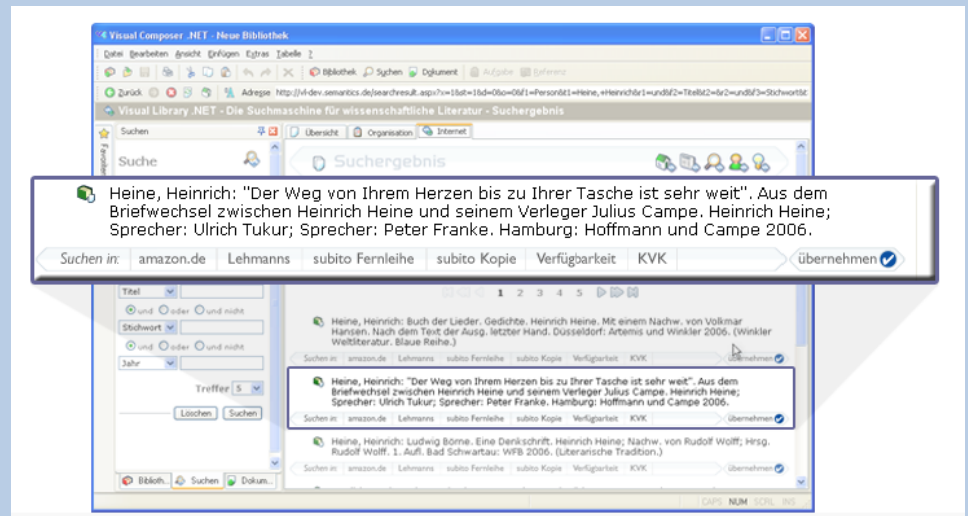 Visual Composer .NET - Neue Bibliothek
Datei Bearbeiten Ansicht Einfügen Extras Tabelle ?
Bibliothek Suchen Dokument Aufgabe Referenz
Zurück Adresse http://vl-dev.semantics.de/searchresult.aspx?
Visual Library .NET - Die Suchmaschine für wissenschaftliche Literatur - Suchergebnis
Suchen Übersicht Organisation Internet
Favoriten
Suche Suchergebnis
Heine, Heinrich: "Der Weg von Ihrem Herzen bis zu Ihrer Tasche ist sehr weit". Aus dem
Briefwechsel zwischen Heinrich Heine und seinem Verleger Julius Campe. Heinrich Heine;
Sprecher: Ulrich Tukur; Sprecher: Peter Franke. Hamburg: Hoffmann und Campe 2006.
Suchen in: amazon.de Lehmanns subito Fernleihe subito Kopie Verfügbarkeit KVK übernehmen
Titel
1 2 3 4 5
und oder und nicht
Stichwort
und oder und nicht
Jahr
Treffer 5
Löschen Suchen
Heine, Heinrich: Buch der Lieder. Gedichte. Heinrich Heine. Mit einem Nachw. von Volkmar
Hansen. Nach dem Text der Ausg. letzter Hand. Düsseldorf: Artemis und Winkler 2006. (Winkler
Weltliteratur. Blaue Reihe.)
Suchen in: amazon.de Lehmanns subito Fernleihe subito Kopie Verfügbarkeit KVK übernehmen
Heine, Heinrich: "Der Weg von Ihrem Herzen bis zu Ihrer Tasche ist sehr weit". Aus dem
Briefwechsel zwischen Heinrich Heine und seinem Verleger Julius Campe. Heinrich Heine;
Sprecher: Ulrich Tukur; Sprecher: Peter Franke. Hamburg: Hoffmann und Campe 2006.
Suchen in: amazon.de Lehmanns subito Fernleihe subito Kopie Verfügbarkeit KVK übernehmen
Heine, Heinrich: Ludwig Börne. Eine Denkschrift. Heinrich Heine; Nachw. von Rudolf Wolff; Hrsg.
Rudolf Wolff. 1. Aufl. Bad Schwartau: WFB 2006. (Literarische Tradition.)
Suchen in: amazon.de Lehmanns subito Fernleihe subito Kopie Verfügbarkeit KVK übernehmen
Biblioth... Suchen Dokum...
CAPS NUM SCRL INS